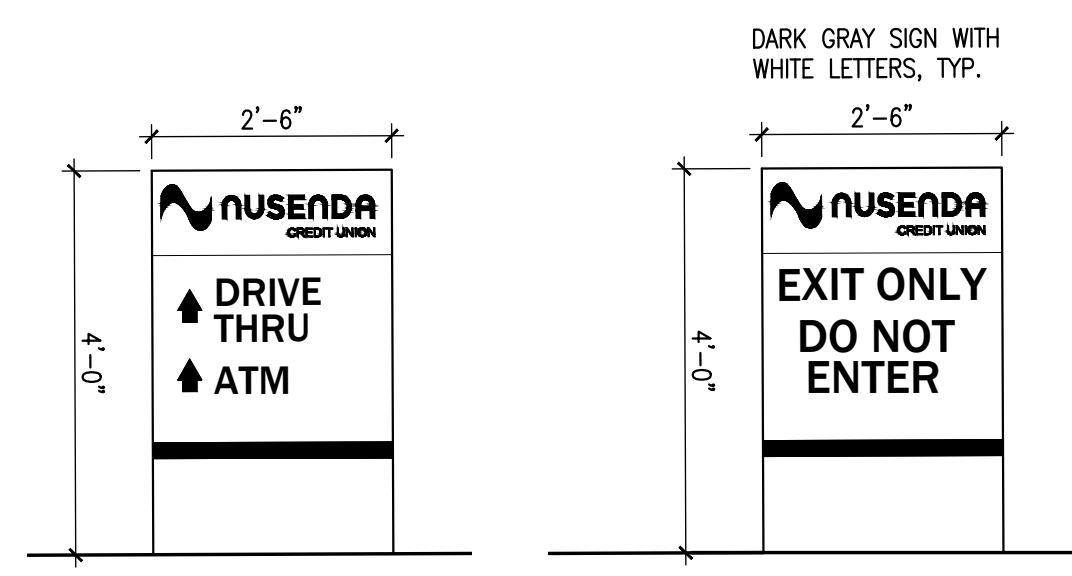 DARK GRAY SIGN WITH
WHITE LETTERS, TYP.
2'-6"
4'-0"
NUSENDA
CREDIT UNION
DRIVE
THRU
ATM
2'-6"
4'-0"
NUSENDA
CREDIT UNION
EXIT ONLY
DO NOT
ENTER